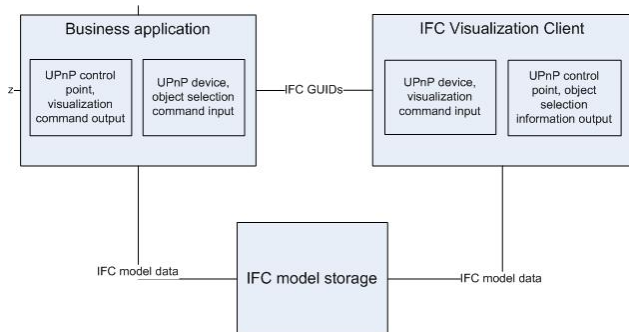 Business application
IFC Visualization Client
UPnP control
point,
visualization
command output
UPnP device,
object selection
command input
z
IFC GUIDs
UPnP device,
visualization
command input
UPnP control
point, object
selection
information output
IFC model data
IFC model storage
IFC model data